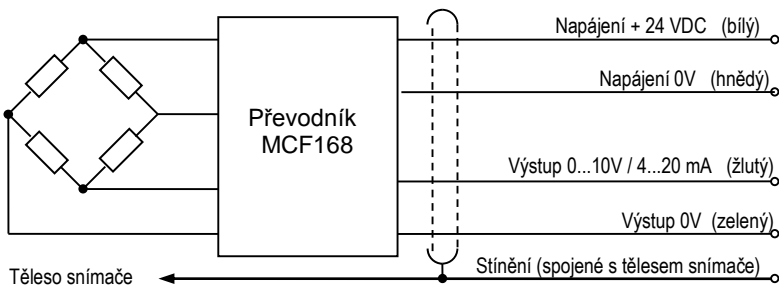 Napájení + 24 VDC (bílý)
Napájení 0V (hnědý)
Převodník
MCF168
Výstup 0...10V / 4...20 mA (žlutý)
Výstup 0V (zelený)
Těleso snímače
Stínění (spojené s tělesem snímače)